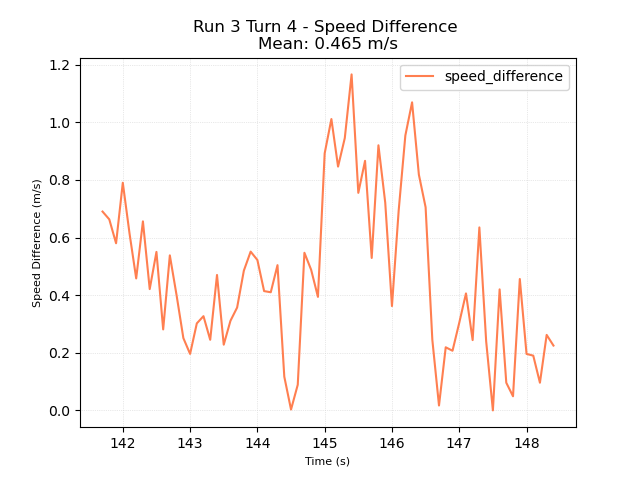 Run 3 Turn 4 - Speed Difference
Mean: 0.465 m/s
speed_difference
Speed Difference (m/s)
1.2
1.0
0.8
0.6
0.4
0.2
0.0
142 143 144 145 146 147 148
Time (s)